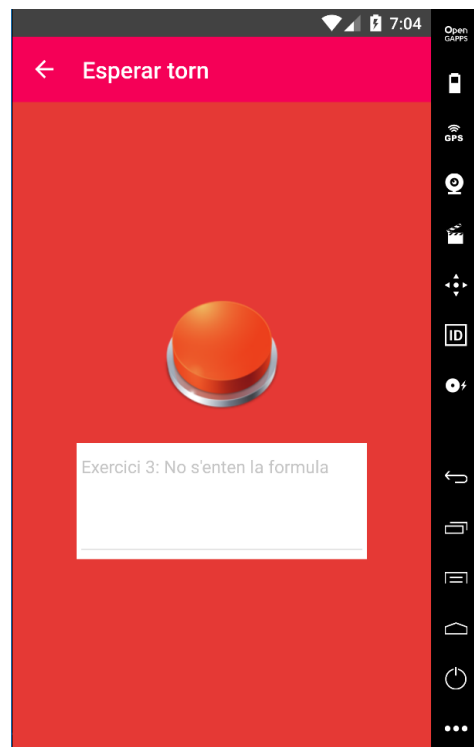 7:04
Open
GAPPS
Esperar torn
GPS
ID
Exercici 3: No s'enten la formula